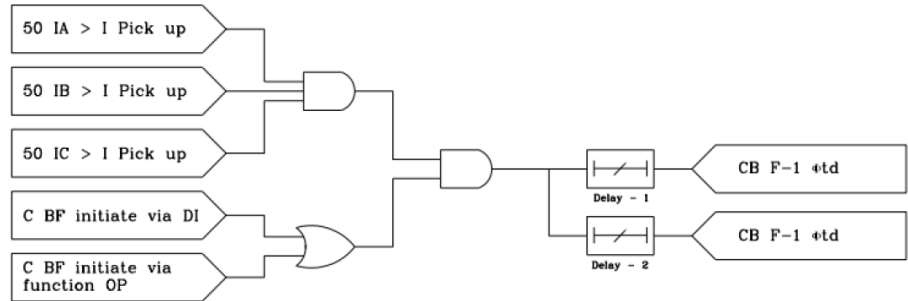 50 IA > I Pick up
50 IB > I Pick up
50 IC > I Pick up
C BF initiate via DI
C BF initiate via
function OP
Delay - 1
CB F-1 Φtd
Delay - 2
CB F-1 Φtd